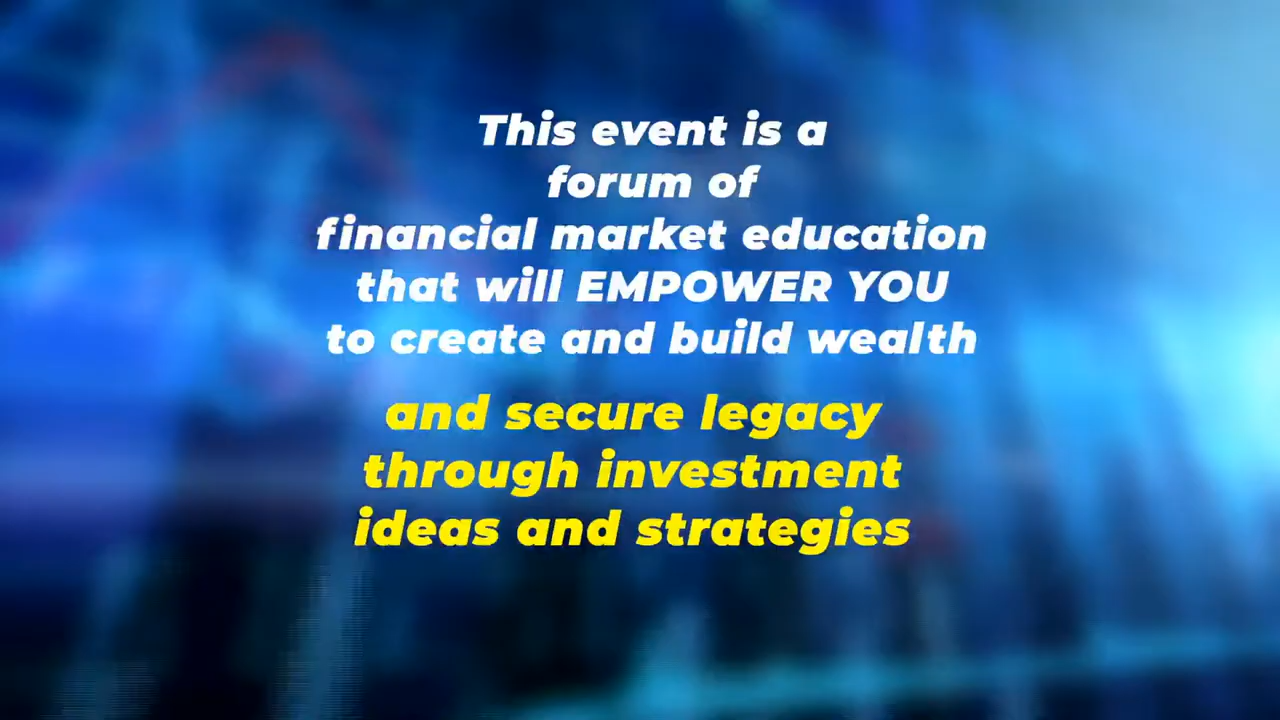 This event is a
forum of
financial market education
that will EMPOWER YOU
to create and build wealth
and secure legacy
through investment
ideas and strategies